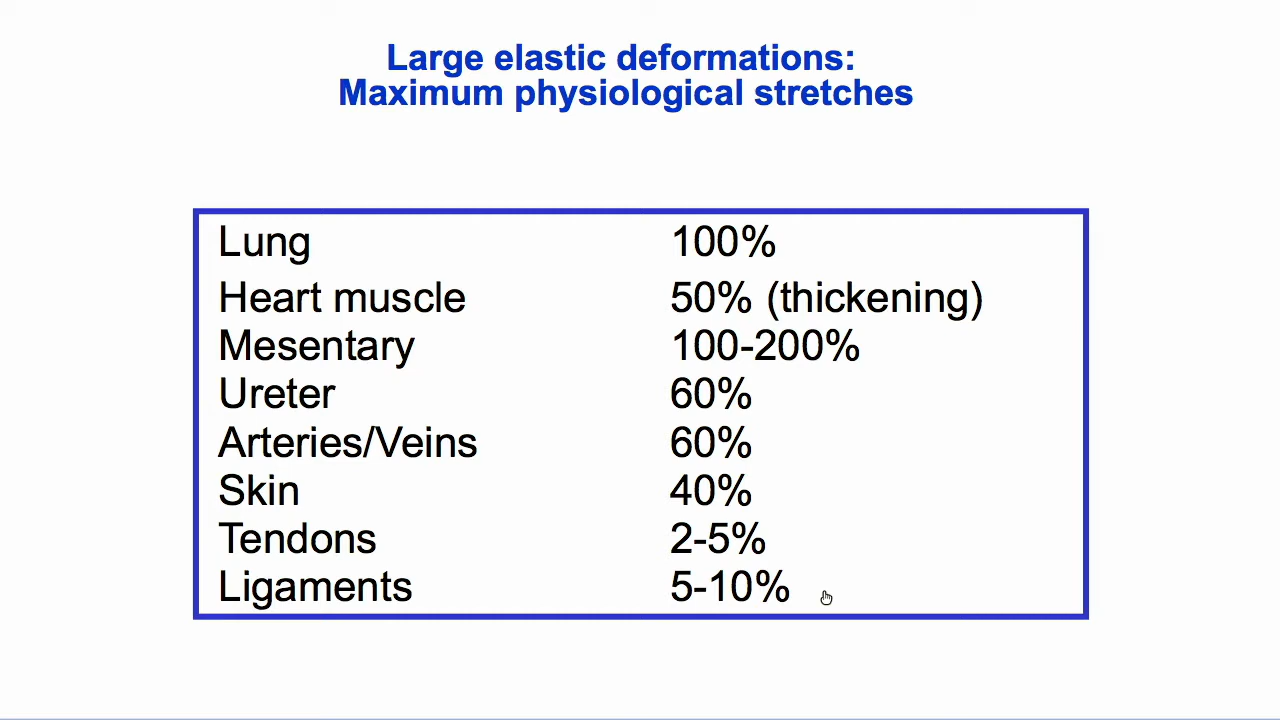 Large elastic deformations:
Maximum physiological stretches
Lung 100%
Heart muscle 50% (thickening)
Mesentary 100-200%
Ureter 60%
Arteries/Veins 60%
Skin 40%
Tendons 2-5%
Ligaments 5-10%